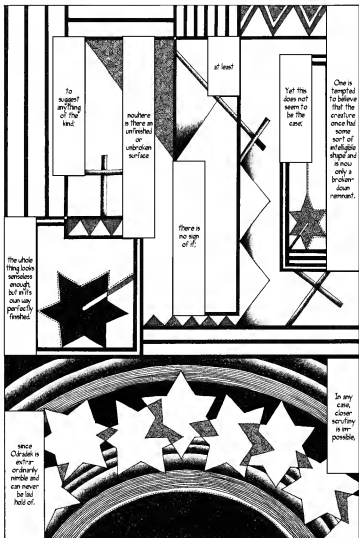 One is
tempted
to believe
that the
creature
once had
some
sort of
intelligible
shape and
is now
only a
broken-
down
remnant.
Yet this
does not
seem to
be the
case;
at least
there is
no sign
of it;
nowhere
is there an
unfinished
or
unbroken
surface
to
suggest
anything
of the
kind;
the whole
thing looks
senseless
enough,
but in its
own way
perfectly
finished.
In any
case,
closer
scrutiny
is im-
possible,
since
Odradek is
extra-
ordinarily
nimble and
can never
be laid
hold of.